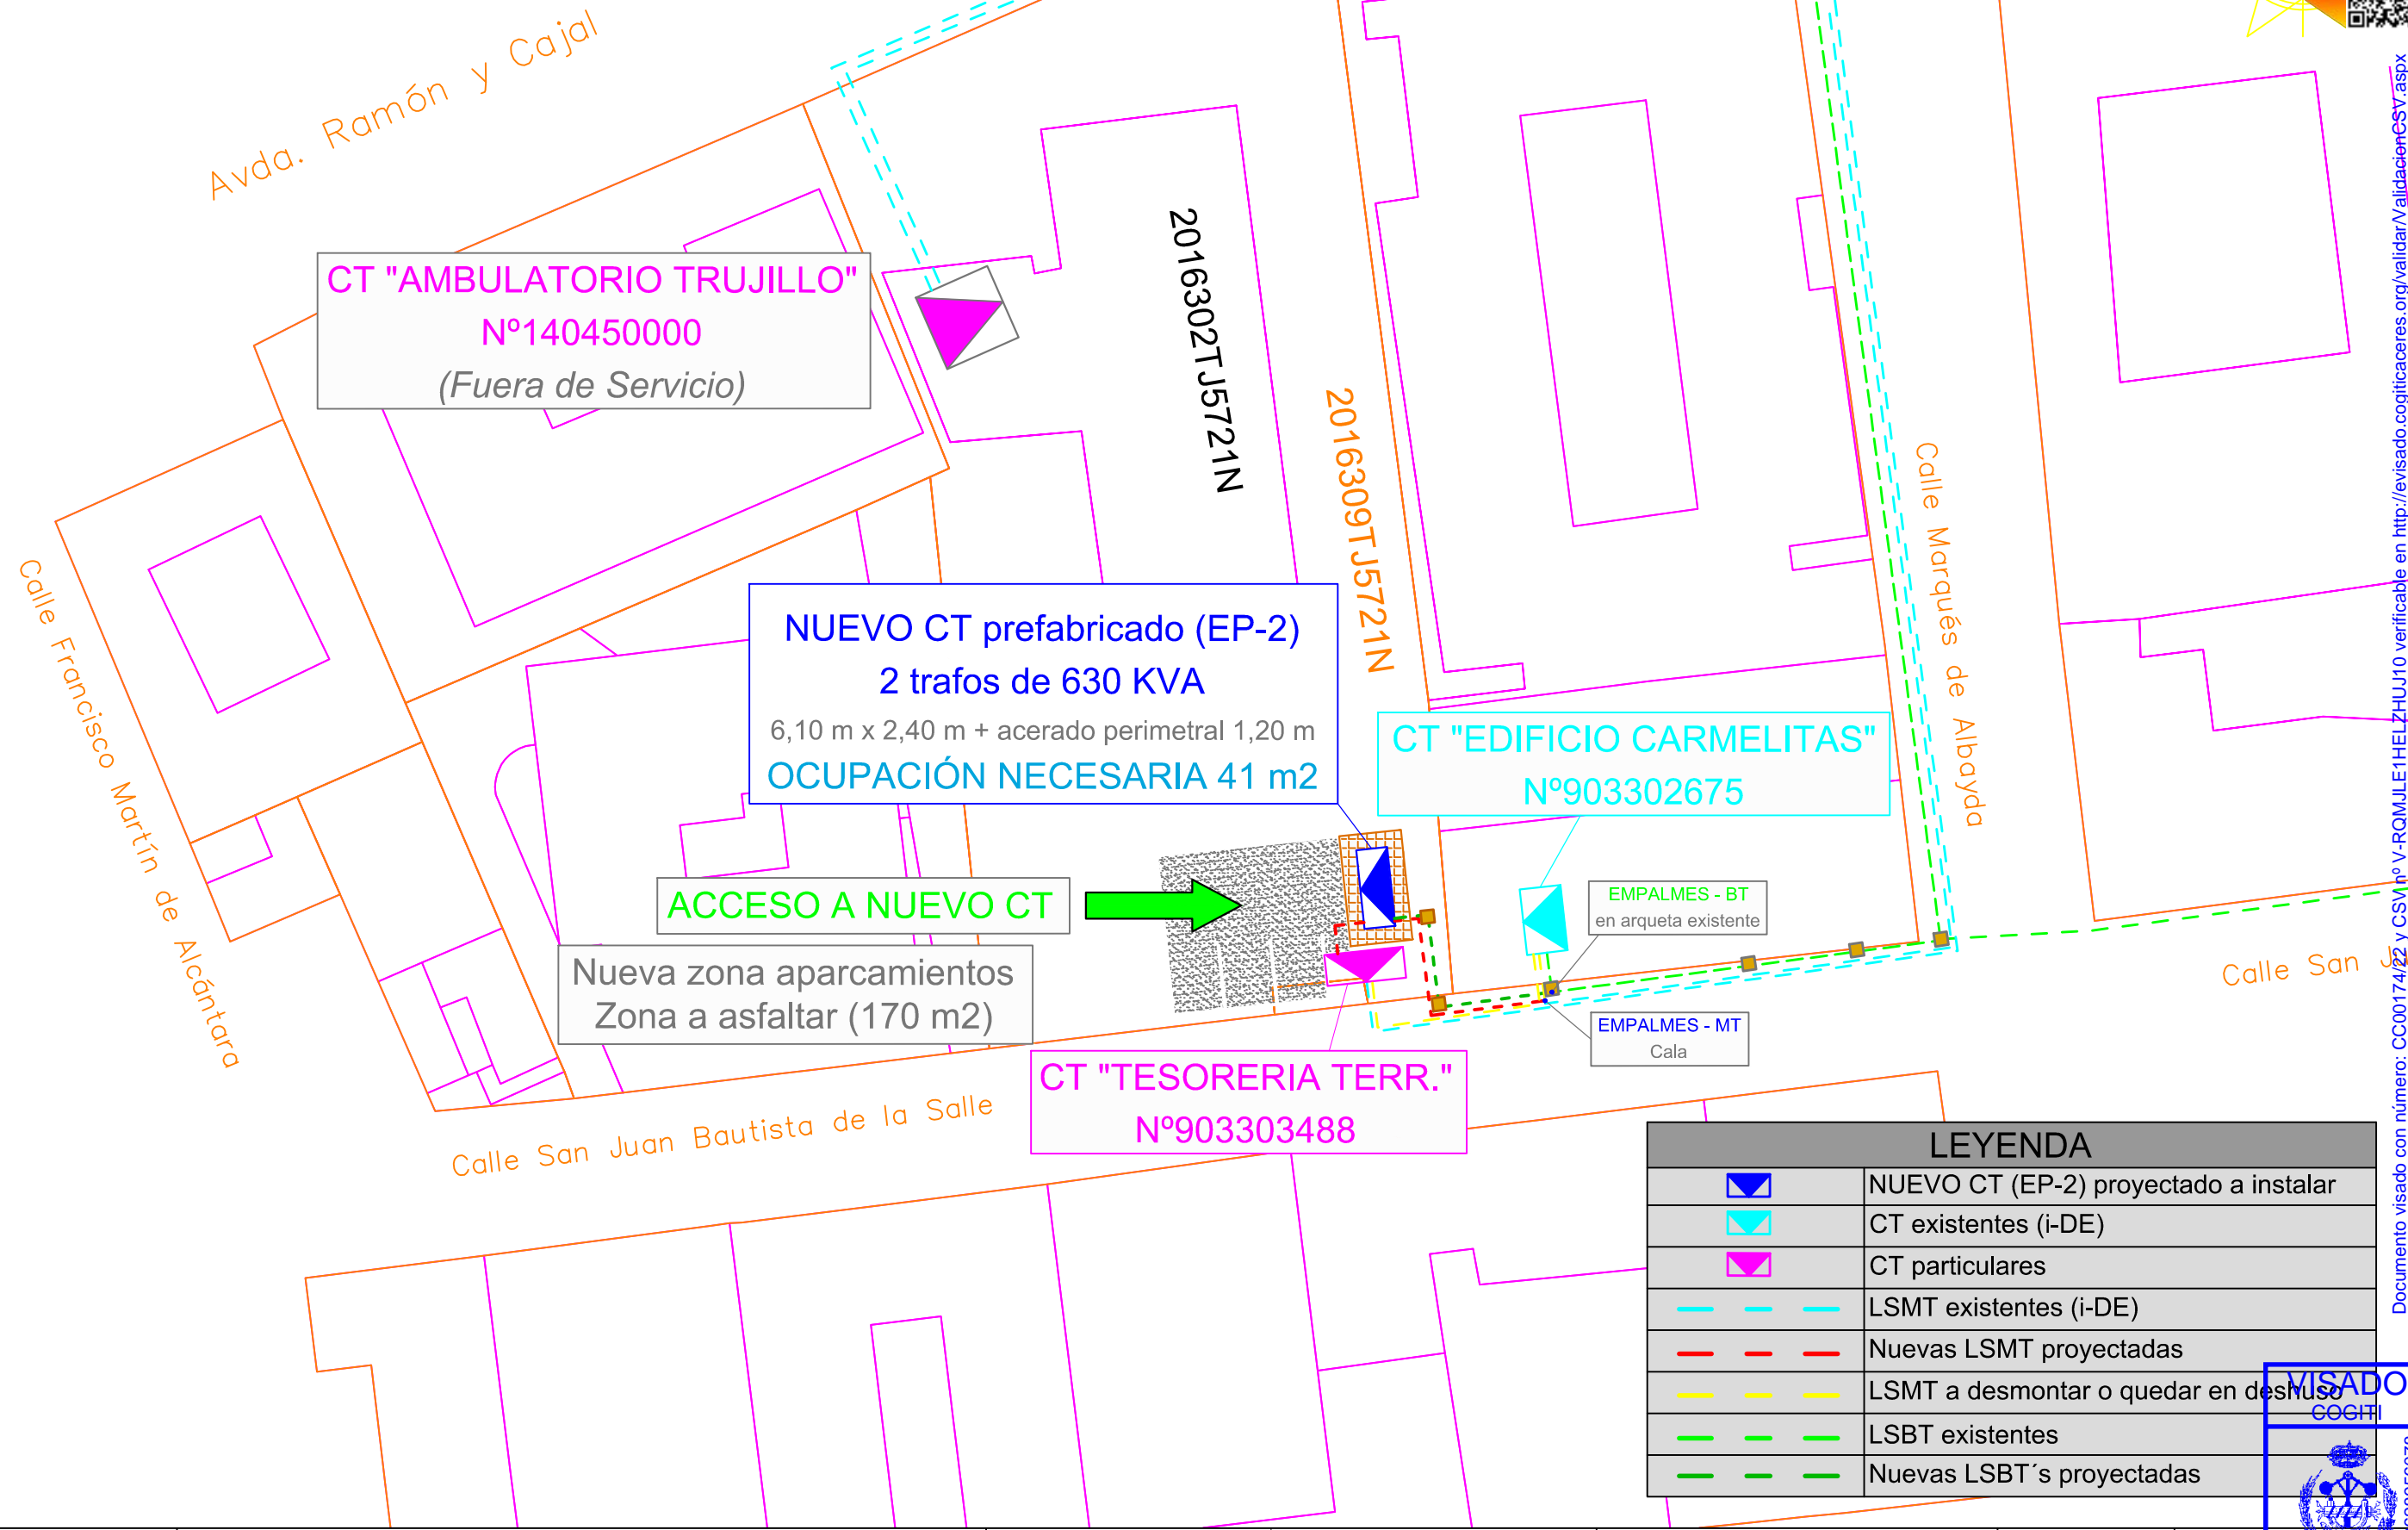 Avda. Ramón y Cajal
CT "AMBULATORIO TRUJILLO"
Nº140450000
(Fuera de Servicio)
2016302TJ5721N
2016309TJ5721N
Calle Marqués de Albayda
Calle Francisco Martín de Alcántara
NUEVO CT prefabricado (EP-2)
2 trafos de 630 KVA
6,10 m x 2,40 m + acerado perimetral 1,20 m
OCUPACIÓN NECESARIA 41 m2
CT "EDIFICIO CARMELITAS"
Nº903302675
ACCESO A NUEVO CT
EMPALMES - BT
en arqueta existente
Nueva zona aparcamientos
Zona a asfaltar (170 m2)
EMPALMES - MT
Cala
Calle San J
CT "TESORERIA TERR."
Nº903303488
Calle San Juan Bautista de la Salle
LEYENDA
NUEVO CT (EP-2) proyectado a instalar
CT existentes (i-DE)
CT particulares
LSMT existentes (i-DE)
Nuevas LSMT proyectadas
LSMT a desmontar o quedar en deshuso
LSBT existentes
Nuevas LSBT´s proyectadas
VISADO
COGITI
Documento visado con número: CC00174/22 y CSV nº V-RQMJLE1HELZHUJ10 verificable en http://evisado.cogiticaceres.org/validar/ValidacionCSV.aspx